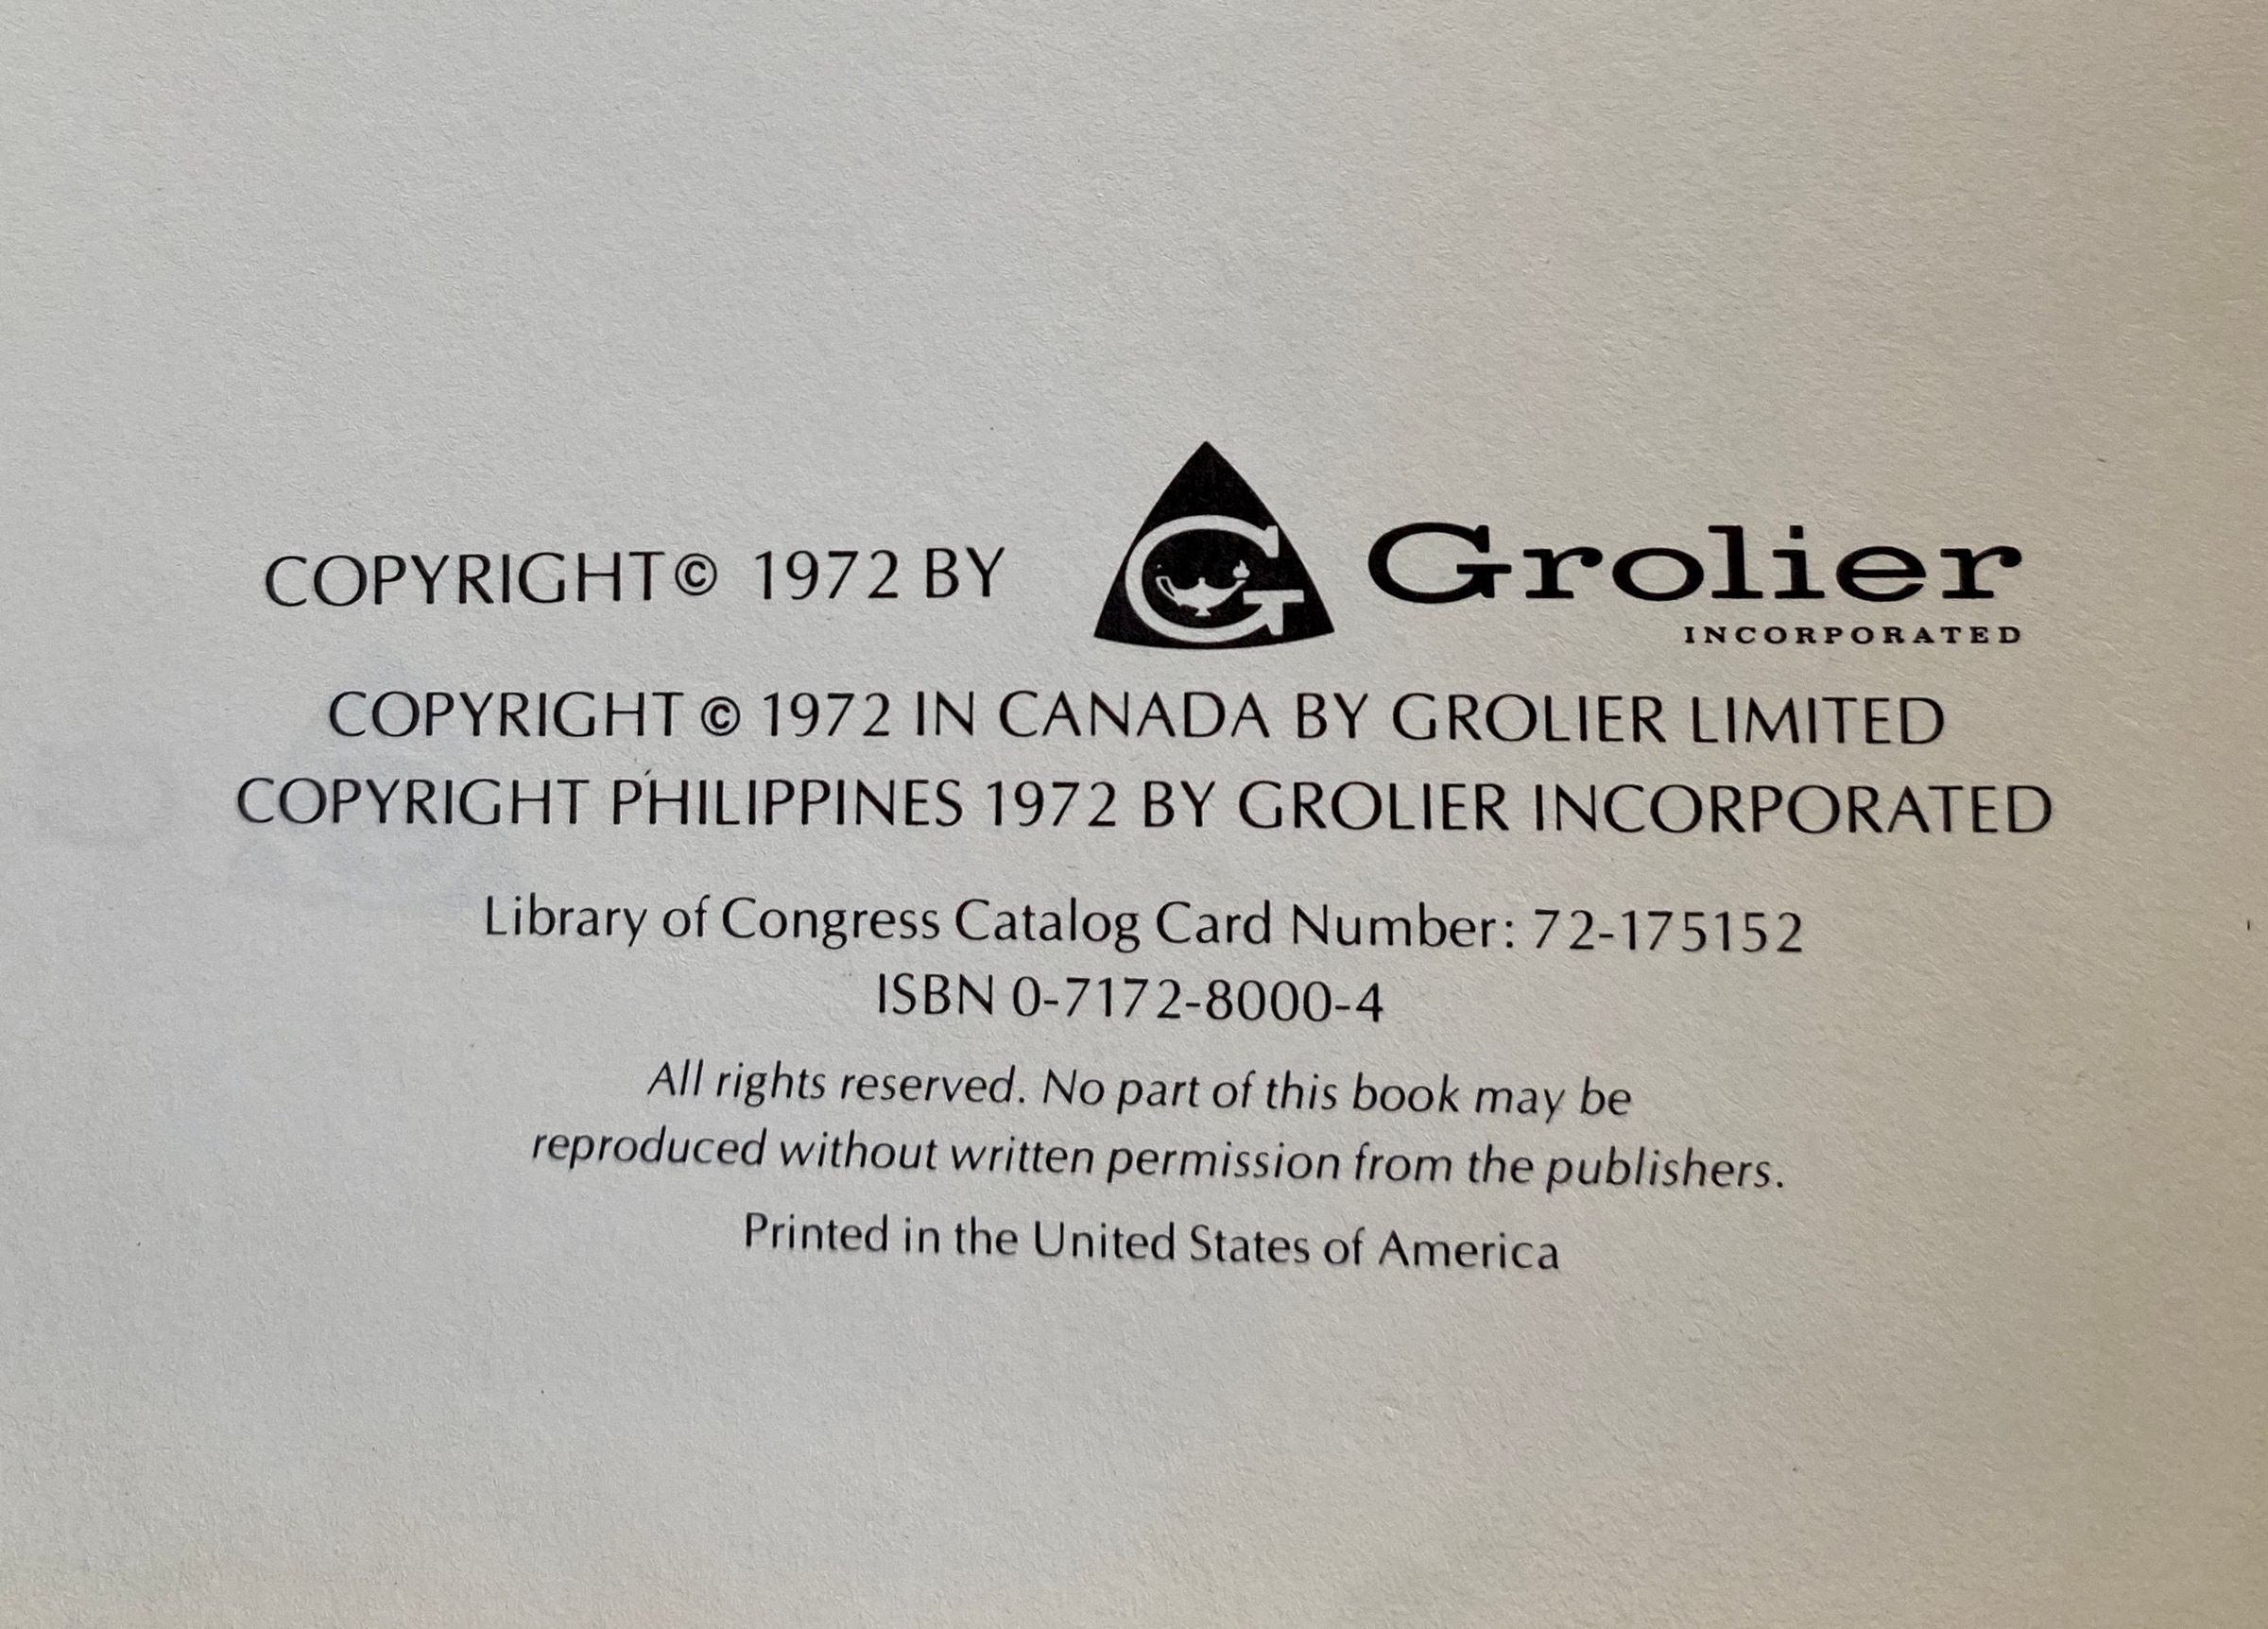 COPYRIGHT © 1972 BY G Grolier
INCORPORATED
COPYRIGHT © 1972 IN CANADA BY GROLIER LIMITED
COPYRIGHT PHILIPPINES 1972 BY GROLIER INCORPORATED
Library of Congress Catalog Card Number: 72-175152
ISBN 0-7172-8000-4
All rights reserved. No part of this book may be
reproduced without written permission from the publishers.
Printed in the United States of America